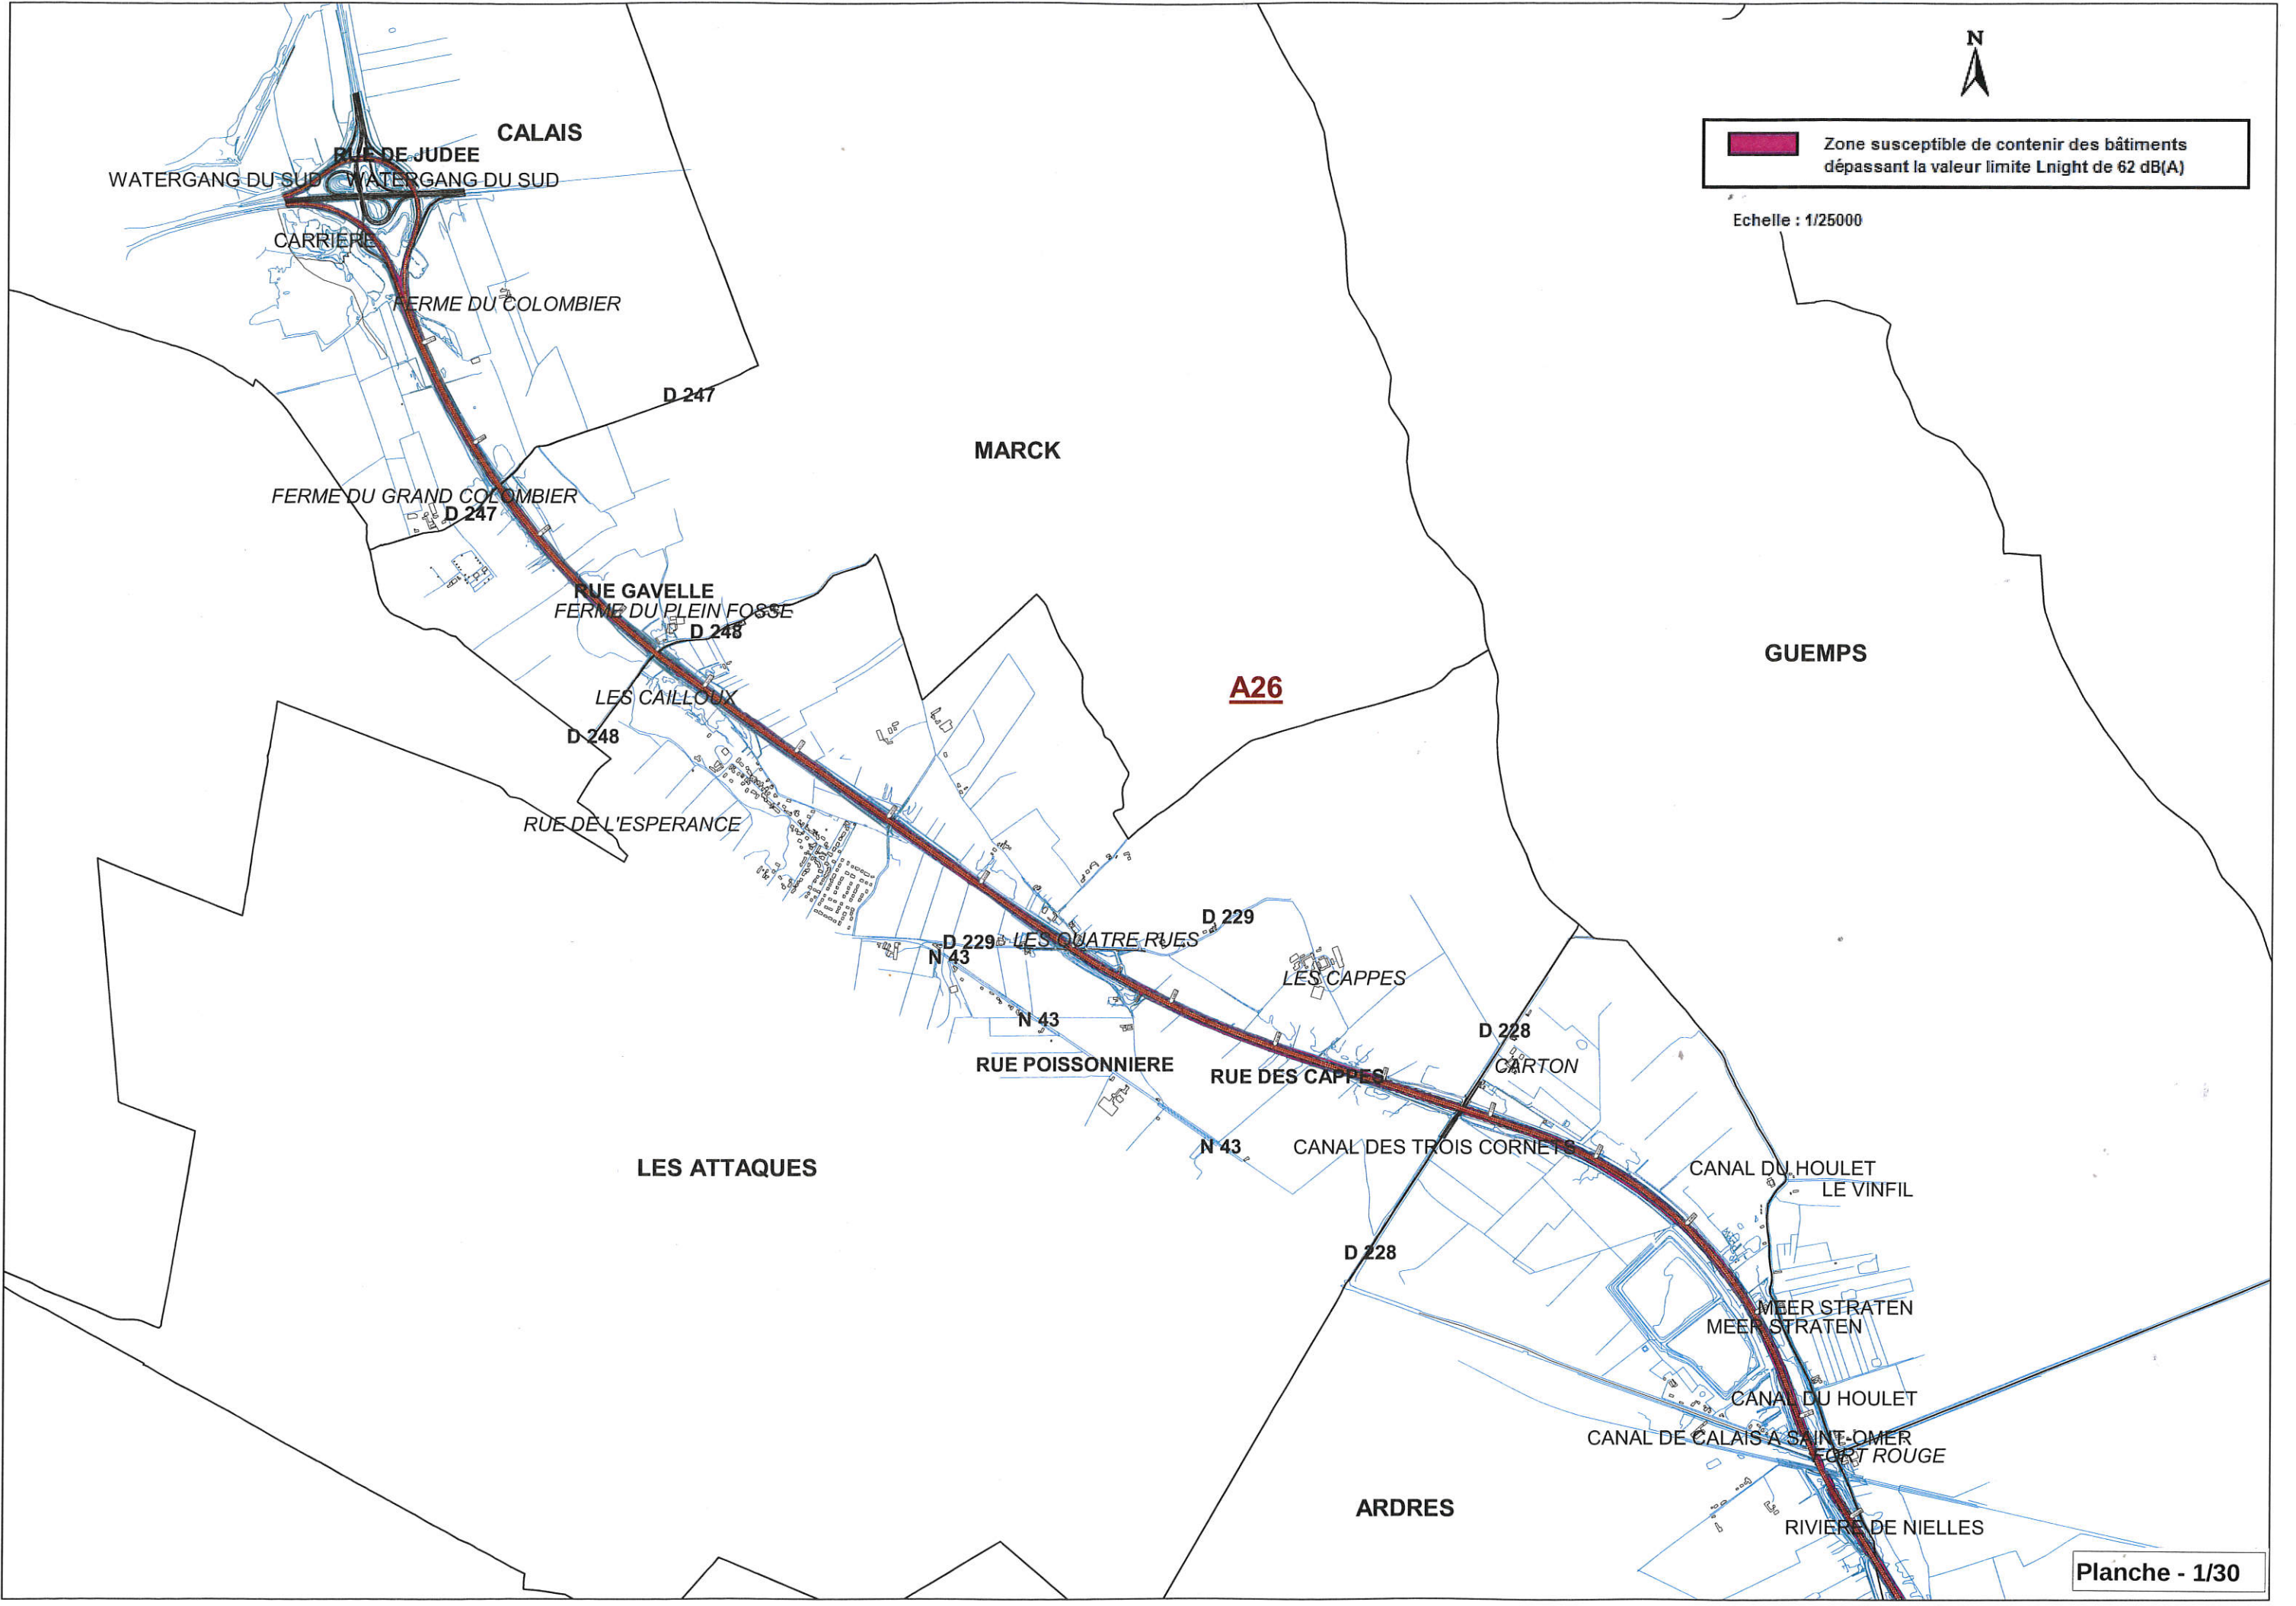 N
Zone susceptible de contenir des bâtiments
dépassant la valeur limite Lnight de 62 dB(A)
Echelle : 1/25000
CALAIS
RUE DE JUDEE
WATERGANG DU SUD
WATERGANG DU SUD
CARRIERE
FERME DU COLOMBIER
D 247
MARCK
FERME DU GRAND COLOMBIER
D 247
RUE GAVELLE
FERME DU PLEIN FOSSE
D 248
GUEMPS
A26
LES CAILLOUX
D 248
RUE DE L'ESPERANCE
D 229
D 229
LES QUATRE RUES
N 43
LES CAPPES
N 43
D 228
RUE POISSONNIERE
CARTON
RUE DES CAPPES
N 43
CANAL DES TROIS CORNETS
LES ATTAQUES
CANAL DU HOULET
LE VINFIL
D 228
MEER STRATEN
MEER STRATEN
CANAL DU HOULET
CANAL DE CALAIS A SAINT-OMER
FORT ROUGE
ARDRES
RIVIERE DE NIELLES
Planche - 1/30